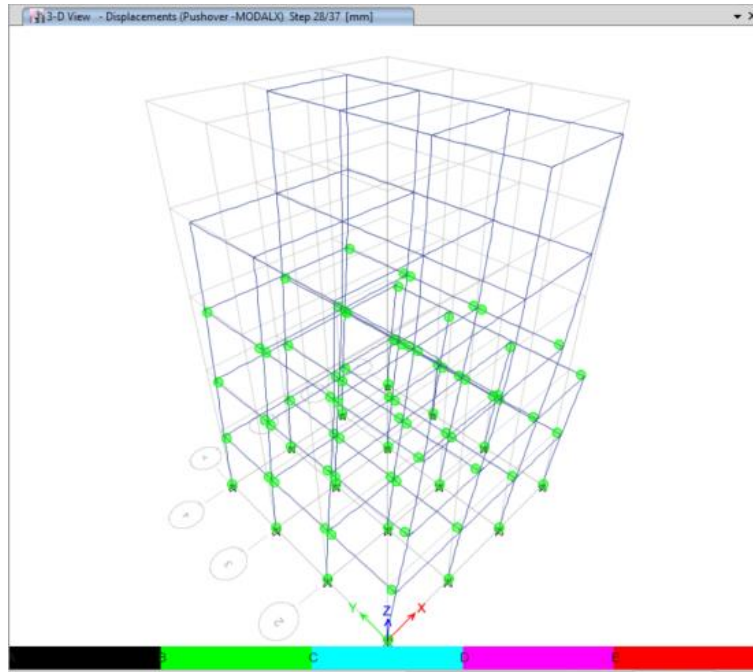 3-D View - Displacements (Pushover -MODALX) Step 28/37 [mm]
Y Z X
B C D E